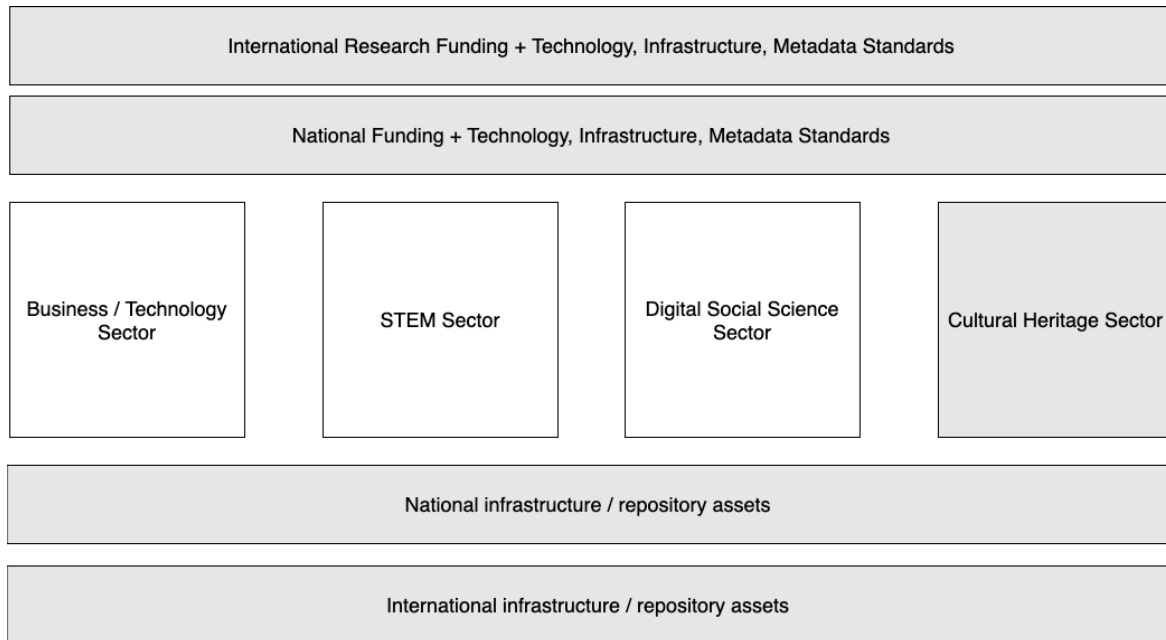 International Research Funding + Technology, Infrastructure, Metadata Standards
National Funding + Technology, Infrastructure, Metadata Standards
Business / Technology
Sector
STEM Sector
Digital Social Science
Sector
Cultural Heritage Sector
National infrastructure / repository assets
International infrastructure / repository assets